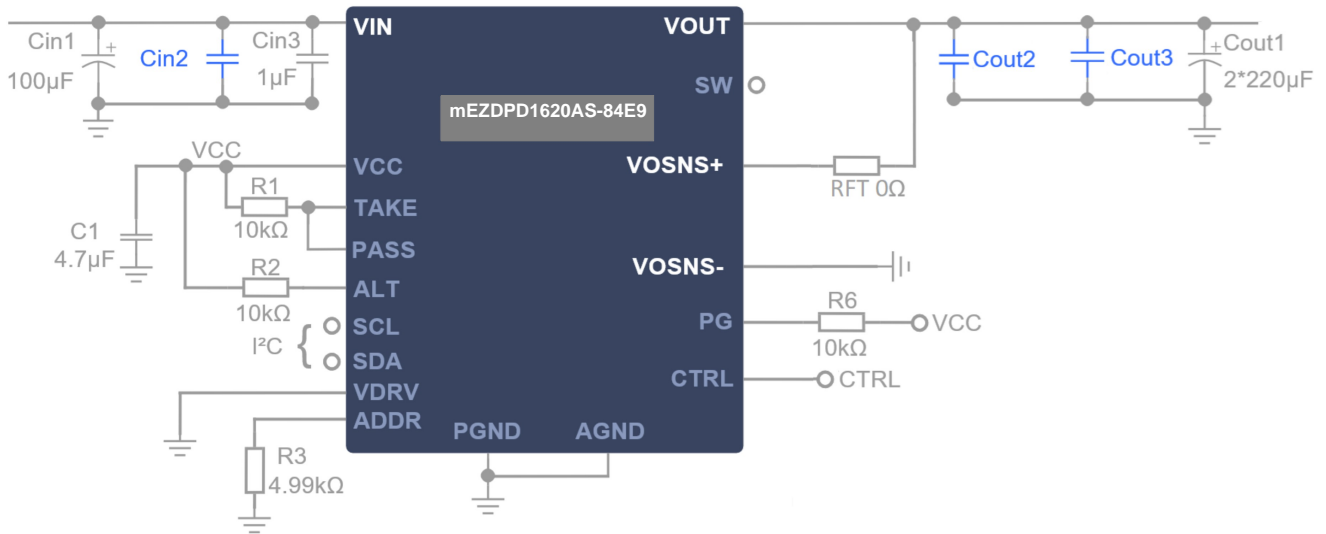 VIN
VOUT
Cin1
100µF
Cin2
Cin3
1µF
Cout2
Cout3
Cout1
2*220µF
SW
mEZDPD1620AS-84E9
VCC
VCC
VOSNS+
RFT 0Ω
R1
10kΩ
TAKE
PASS
C1
4.7µF
R2
10kΩ
ALT
VOSNS-
I²C
SCL
SDA
PG
R6
10kΩ
VCC
VDRV
CTRL
CTRL
ADDR
PGND
AGND
R3
4.99kΩ